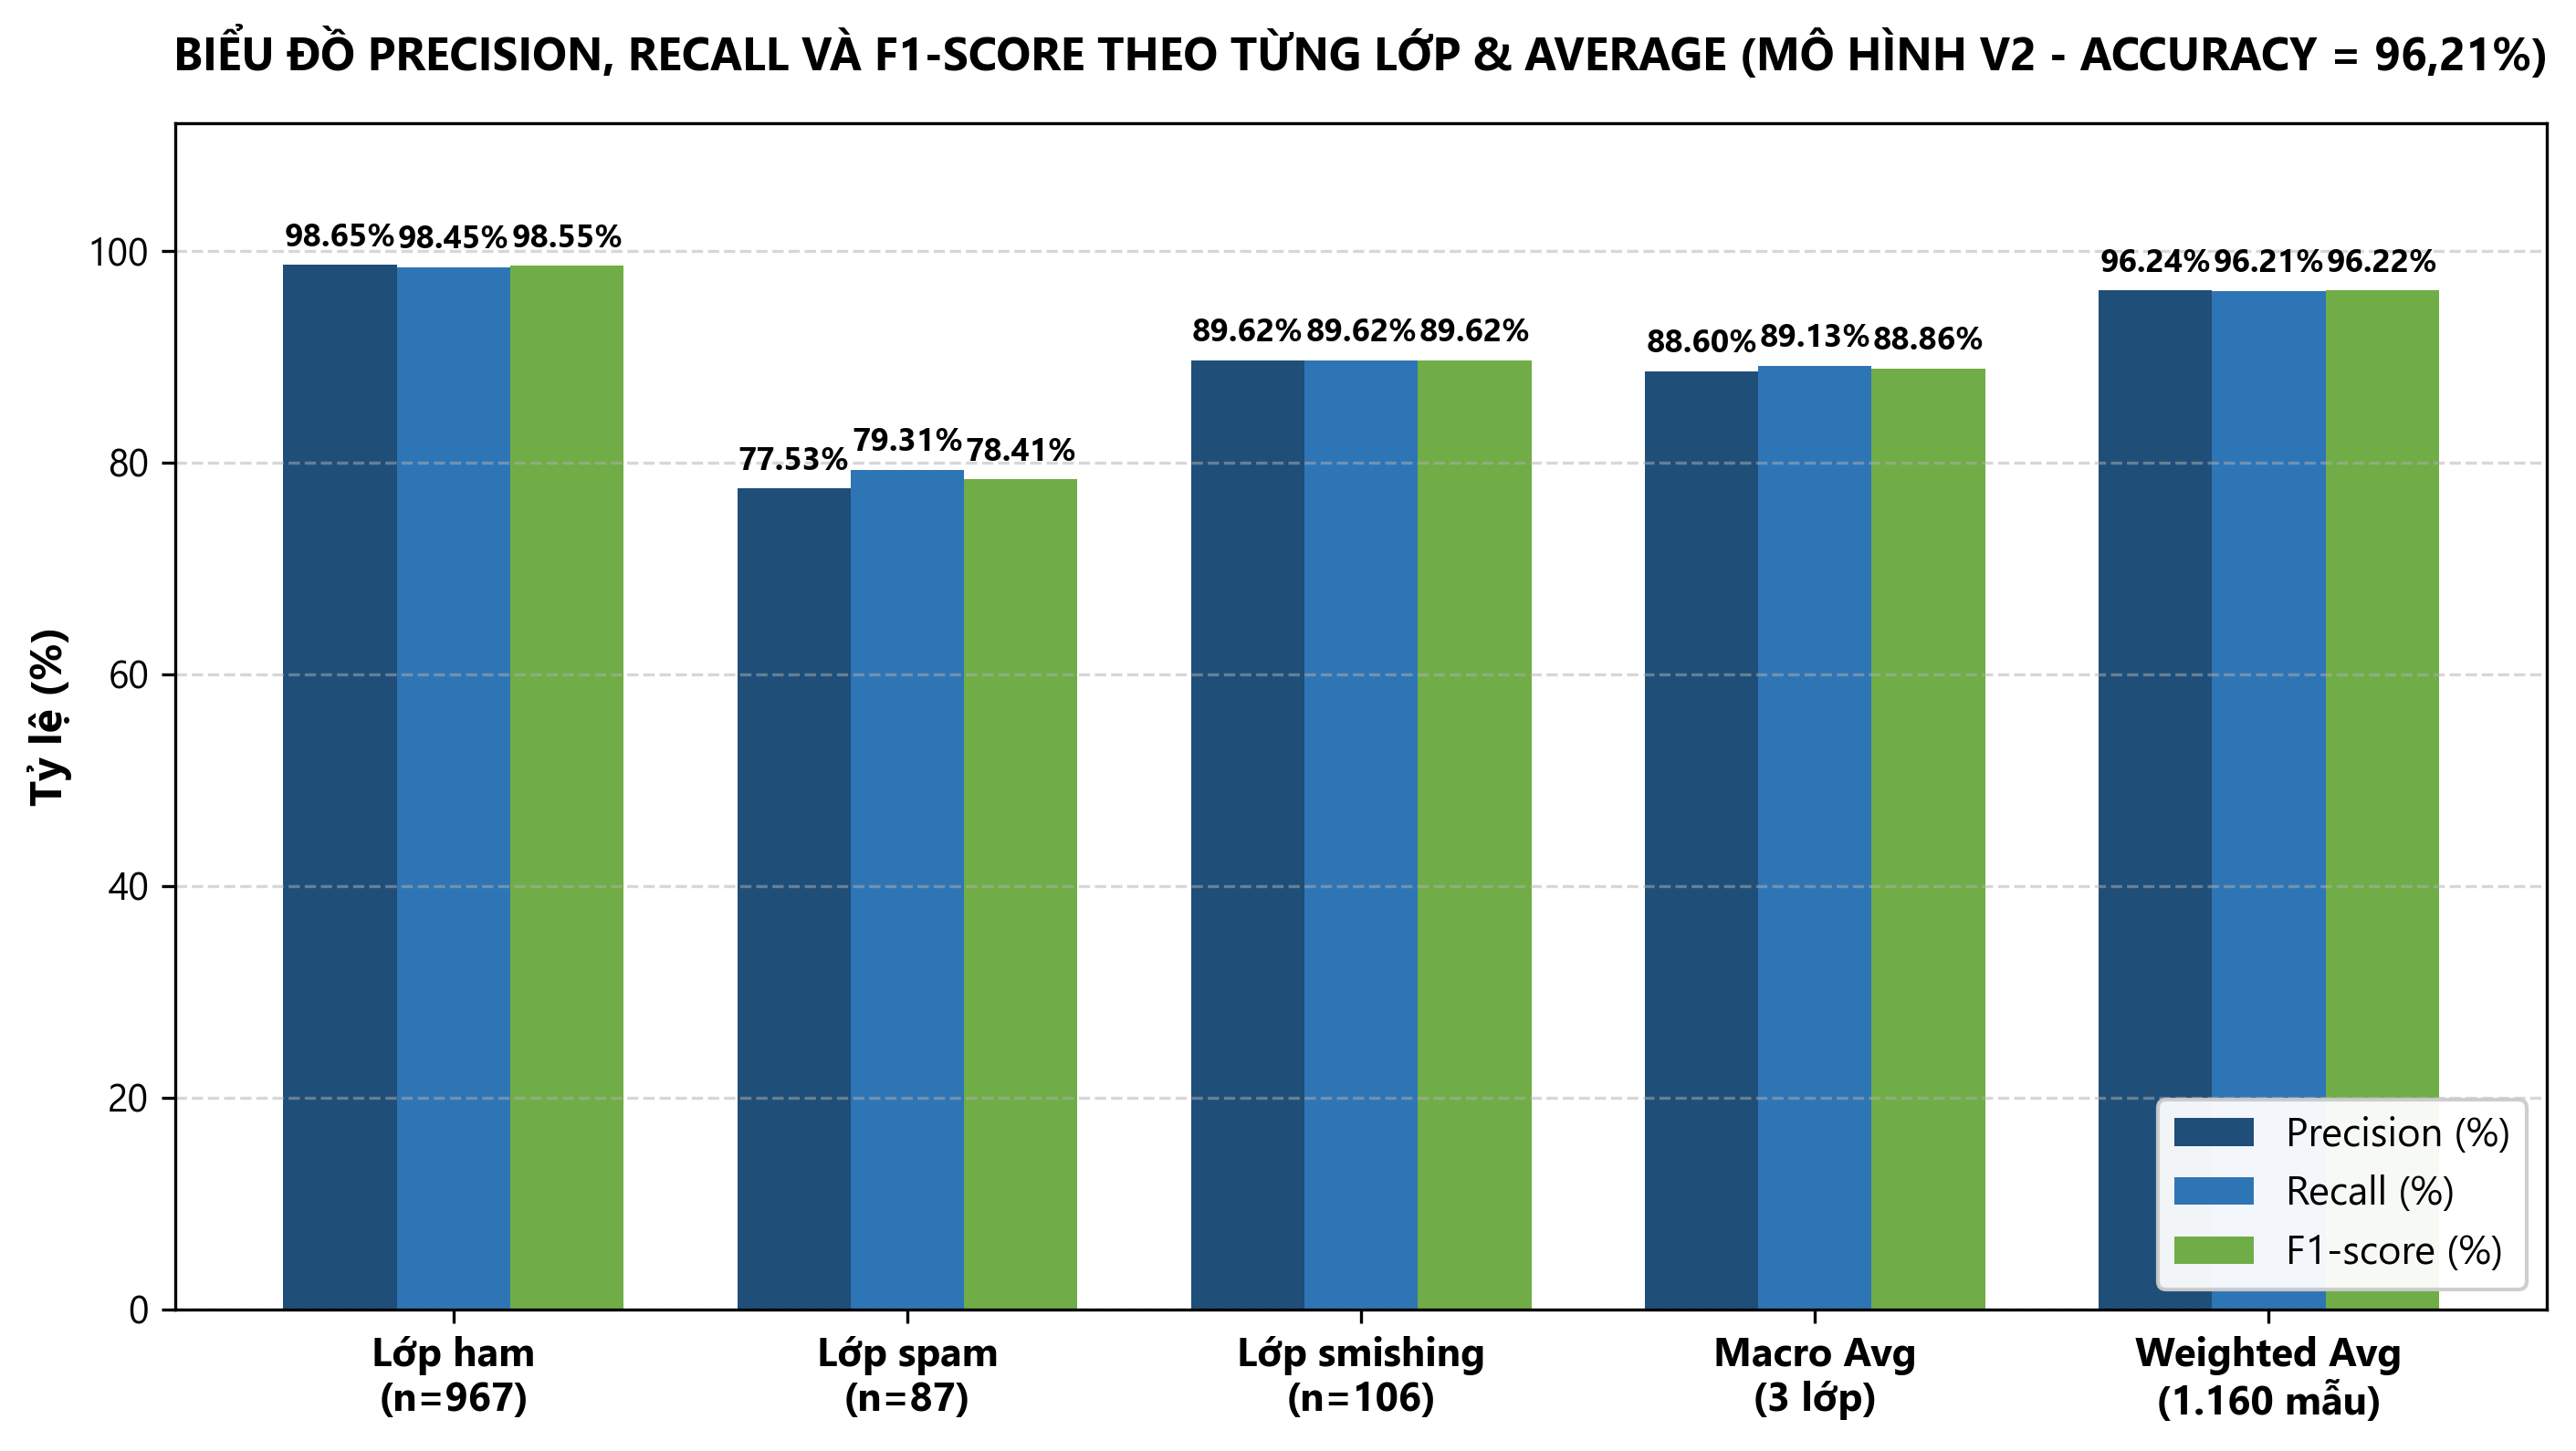 BIỂU ĐỒ PRECISION, RECALL VÀ F1-SCORE THEO TỪNG LỚP & AVERAGE (MÔ HÌNH V2 - ACCURACY = 96,21%)
Tỷ lệ (%)
100
80
60
40
20
0
98.65% 98.45% 98.55%
77.53% 79.31% 78.41%
89.62% 89.62% 89.62%
88.60% 89.13% 88.86%
96.24% 96.21% 96.22%
Precision (%)
Recall (%)
F1-score (%)
Lớp ham
(n=967)
Lớp spam
(n=87)
Lớp smishing
(n=106)
Macro Avg
(3 lớp)
Weighted Avg
(1.160 mẫu)